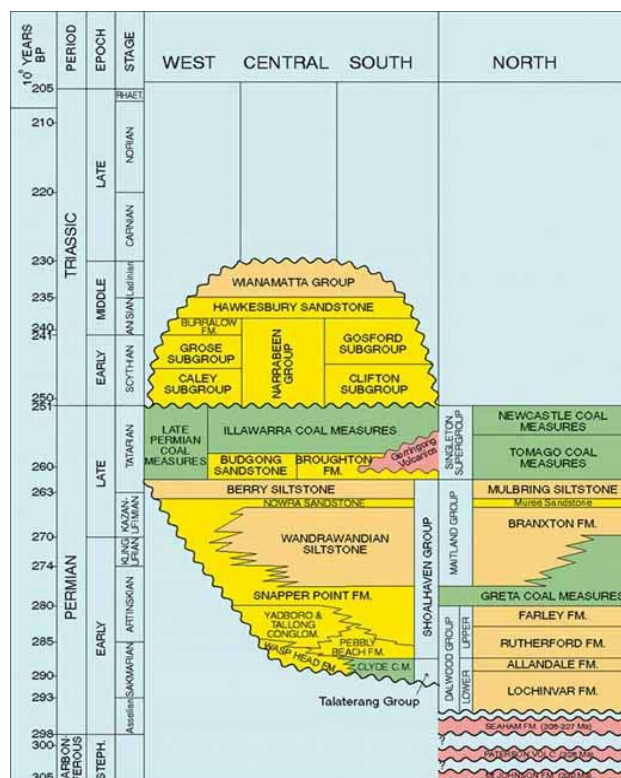 10⁶ YEARS BP
PERIOD
EPOCH
STAGE
WEST
CENTRAL
SOUTH
NORTH
205
210
220
230
235
240
241
250
251
260
263
270
274
280
285
290
293
298
300
305
TRIASSIC
PERMIAN
CARBON-
FEROUS
LATE
MIDDLE
EARLY
LATE
EARLY
STEPH.
RHAET.
NORIAN
CARNIAN
Ladinian
ANISIAN
SCYTHIAN
TATARIAN
KAZAN-
UFIMIAN
KUNG
URIAN
ARTINSKIAN
SAKMARIAN
Asselian
WIANAMATTA GROUP
HAWKESBURY SANDSTONE
BURRALOW
FM.
GROSE
SUBGROUP
CALEY
SUBGROUP
NARRABEEN
GROUP
GOSFORD
SUBGROUP
CLIFTON
SUBGROUP
LATE
PERMIAN
COAL
MEASURES
ILLAWARRA COAL MEASURES
BUDGONG
SANDSTONE
BROUGHTON
FM.
Gerringong
Volcanics
BERRY SILTSTONE
NOWRA SANDSTONE
WANDRAWANDIAN
SILTSTONE
SNAPPER POINT FM.
YADBORO &
TALLONG
CONGLOM.
PEBBLY
BEACH FM.
WASP HEAD FM.
CLYDE C.M.
SHOALHAVEN GROUP
Talaterang Group
SINGLETON
SUPERGROUP
MAITLAND GROUP
DALWOOD GROUP
UPPER
LOWER
NEWCASTLE COAL
MEASURES
TOMAGO COAL
MEASURES
MULBRING SILTSTONE
Muree Sandstone
BRANXTON FM.
GRETA COAL MEASURES
FARLEY FM.
RUTHERFORD FM.
ALLANDALE FM.
LOCHINVAR FM.
?
?
PATERSON VOLC.